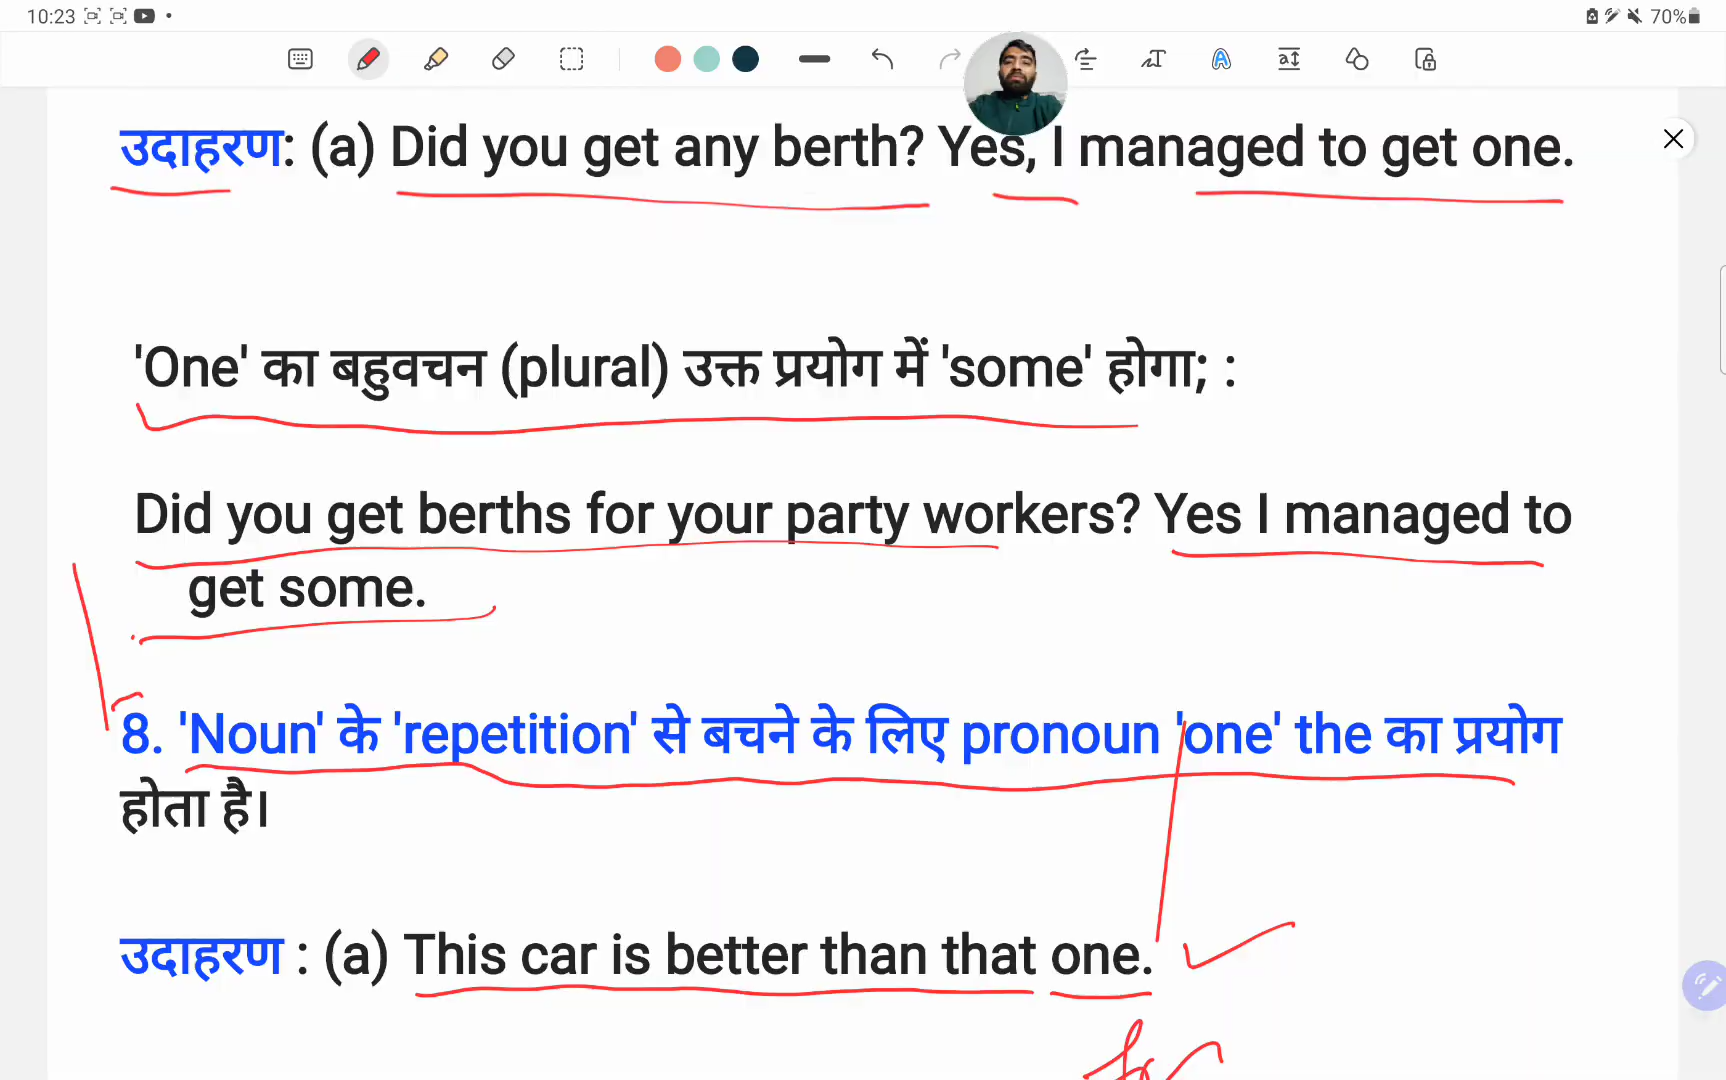 10:23
70%
उदाहरण: (a) Did you get any berth? Yes, I managed to get one.
'One' का बहुवचन (plural) उक्त प्रयोग में 'some' होगा; :
Did you get berths for your party workers? Yes I managed to
get some.
8. 'Noun' के 'repetition' से बचने के लिए pronoun 'one' the का प्रयोग
होता है।
उदाहरण : (a) This car is better than that one.